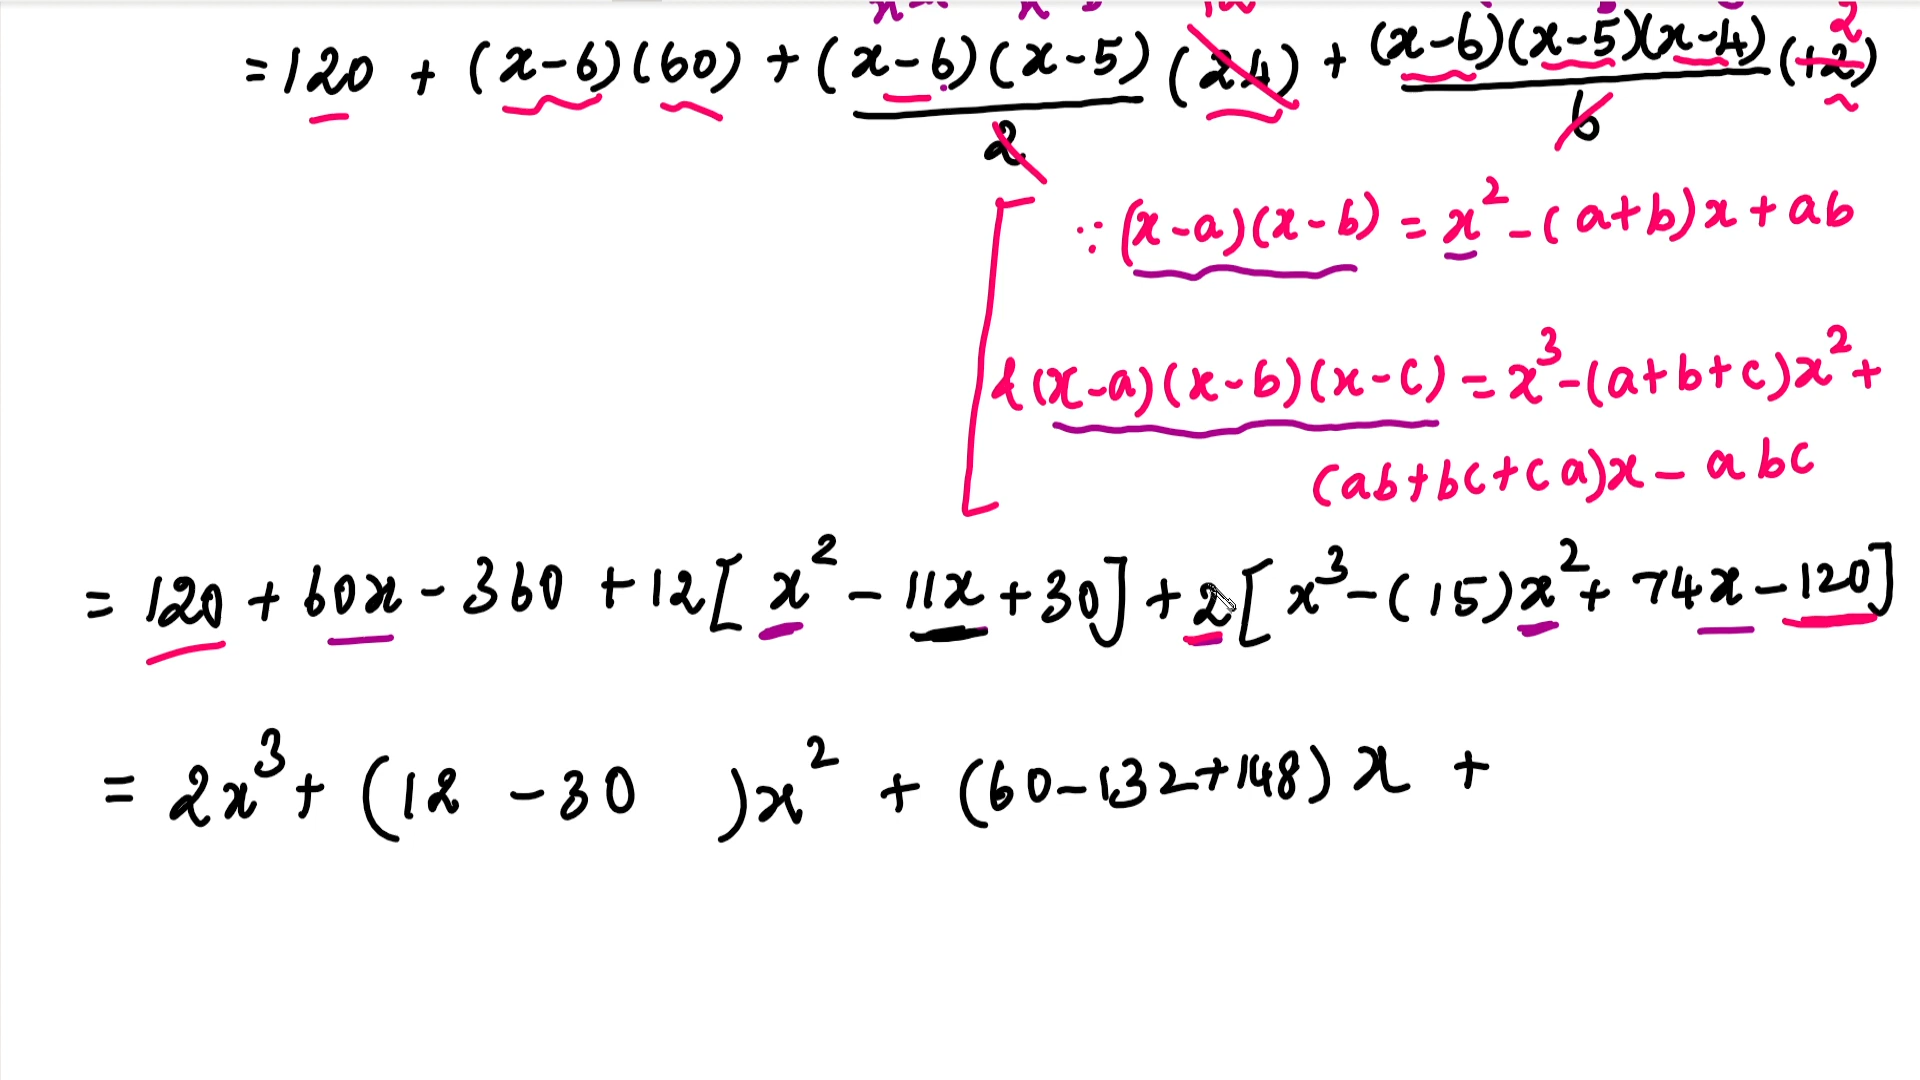 = 120 + (x-6)(60) + (x-6)(x-5)/2 (24) + (x-6)(x-5)(x-4)/6 (+2) 2
∵ (x-a)(x-b) = x² - (a+b)x + ab
& (x-a)(x-b)(x-c) = x³ - (a+b+c)x² +
(ab+bc+ca)x - abc
= 120 + 60x - 360 + 12[x² - 11x + 30] + 2[x³ - (15)x² + 74x - 120]
= 2x³ + (12 - 30 )x² + (60 - 132 + 148)x +